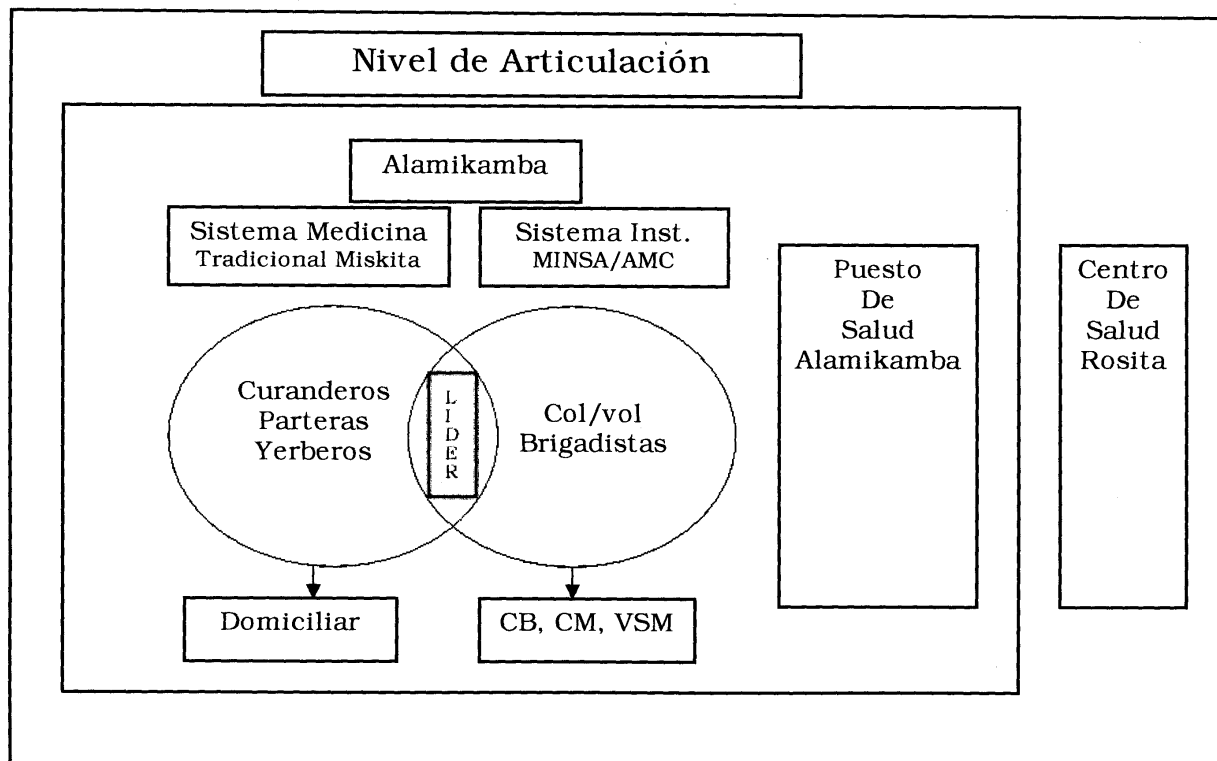 Nivel de Articulación
Alamikamba
Sistema Medicina
Tradicional Miskita
Sistema Inst.
MINSA/AMC
Curanderos
Parteras
Yerberos
LIDER
Col/vol
Brigadistas
Domiciliar
CB, CM, VSM
Puesto
De
Salud
Alamikamba
Centro
De
Salud
Rosita